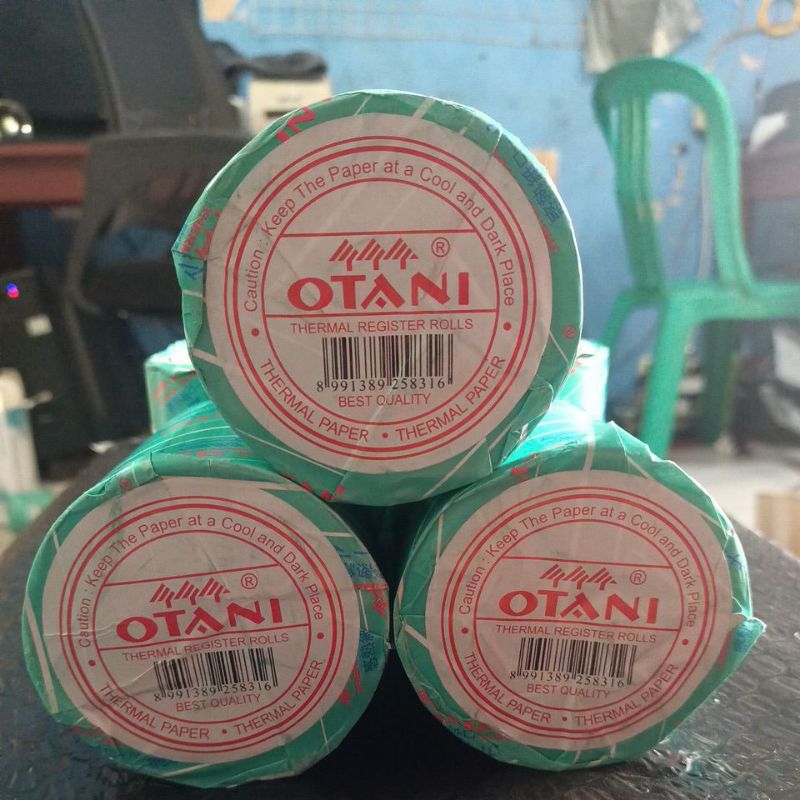 Caution : Keep The Paper at a Cool and Dark Place
®
OTANI
THERMAL REGISTER ROLLS
8 991389 258316
BEST QUALITY
• THERMAL PAPER • THERMAL PAPER •
Caution : Keep The Paper at a Cool and Dark Place
®
OTANI
THERMAL REGISTER ROLLS
8 991389 258316
BEST QUALITY
• THERMAL PAPER • THERMAL PAPER •
Caution : Keep The Paper at a Cool and Dark Place
®
OTANI
THERMAL REGISTER ROLLS
8 991389 258316
BEST QUALITY
• THERMAL PAPER • THERMAL PAPER •